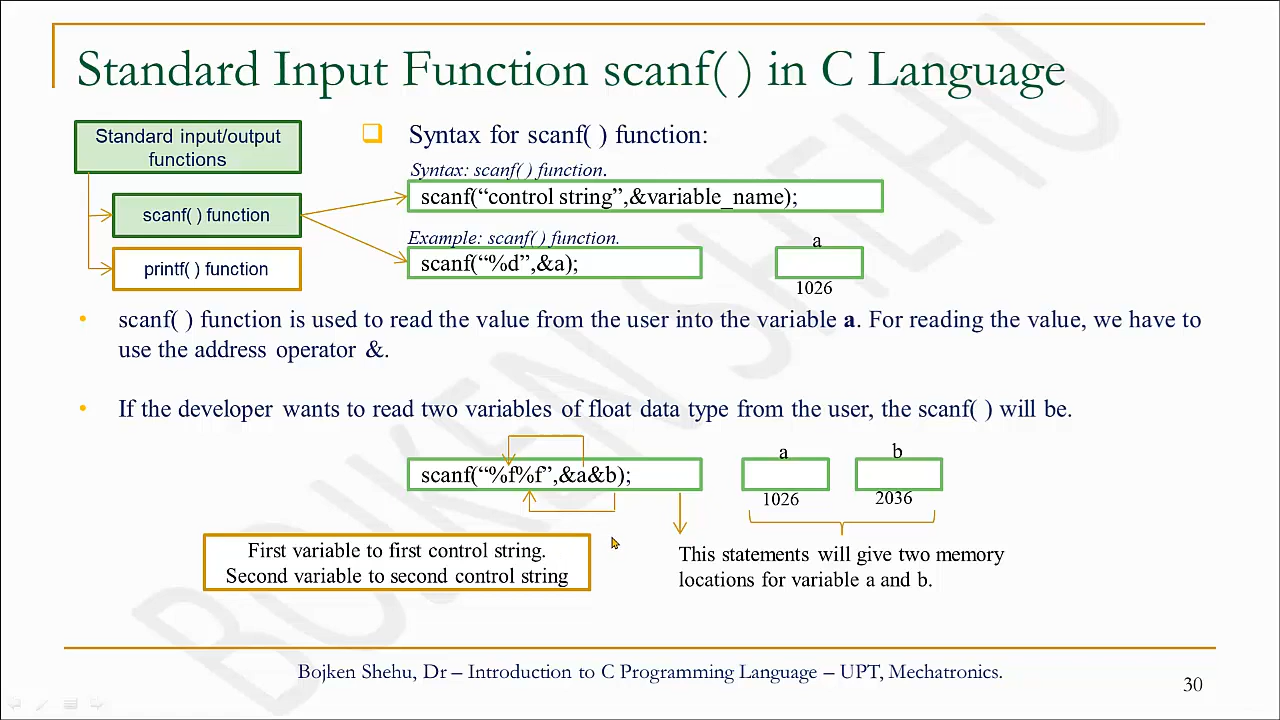 Standard Input Function scanf( ) in C Language
Standard input/output
functions
scanf( ) function
printf( ) function
Syntax for scanf( ) function:
Syntax: scanf( ) function.
scanf(“control string”,&variable_name);
Example: scanf( ) function.
scanf(“%d”,&a);
a
1026
scanf( ) function is used to read the value from the user into the variable a. For reading the value, we have to
use the address operator &.
If the developer wants to read two variables of float data type from the user, the scanf( ) will be.
scanf(“%f%f”,&a&b);
a
b
1026
2036
First variable to first control string.
Second variable to second control string
This statements will give two memory
locations for variable a and b.
BOJKEN SHEHU
Bojken Shehu, Dr – Introduction to C Programming Language – UPT, Mechatronics.
30